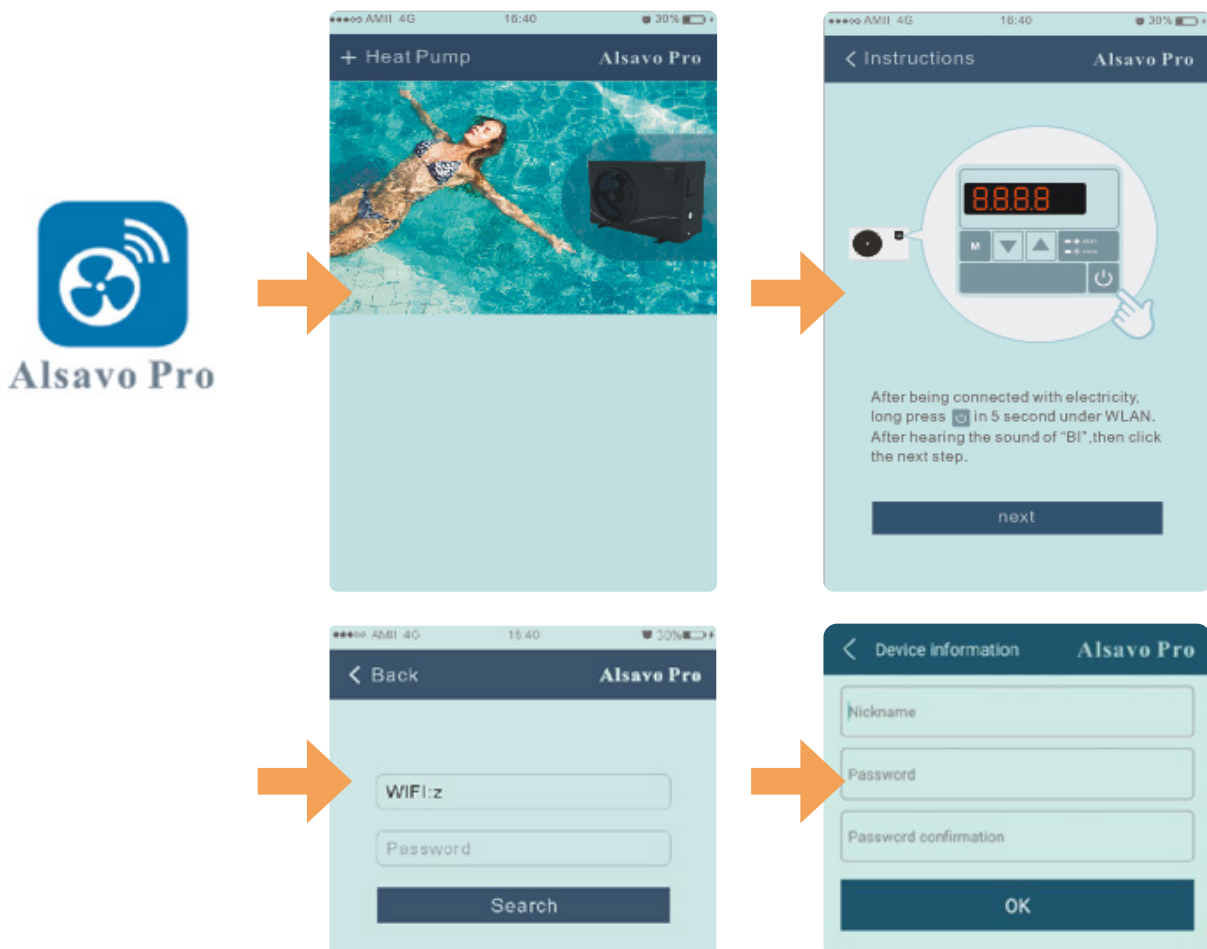 AMII 4G 16:40 30%
+ Heat Pump Alsavo Pro
AMII 4G 16:40 30%
< Instructions Alsavo Pro
8.8.8.8
M
Alsavo Pro
After being connected with electricity,
long press in 5 second under WLAN.
After hearing the sound of “BI”,then click
the next step.
next
AMII 4G 16:40 30%
< Back Alsavo Pro
WIFI:z
Password
Search
< Device information Alsavo Pro
Nickname
Password
Password confirmation
OK